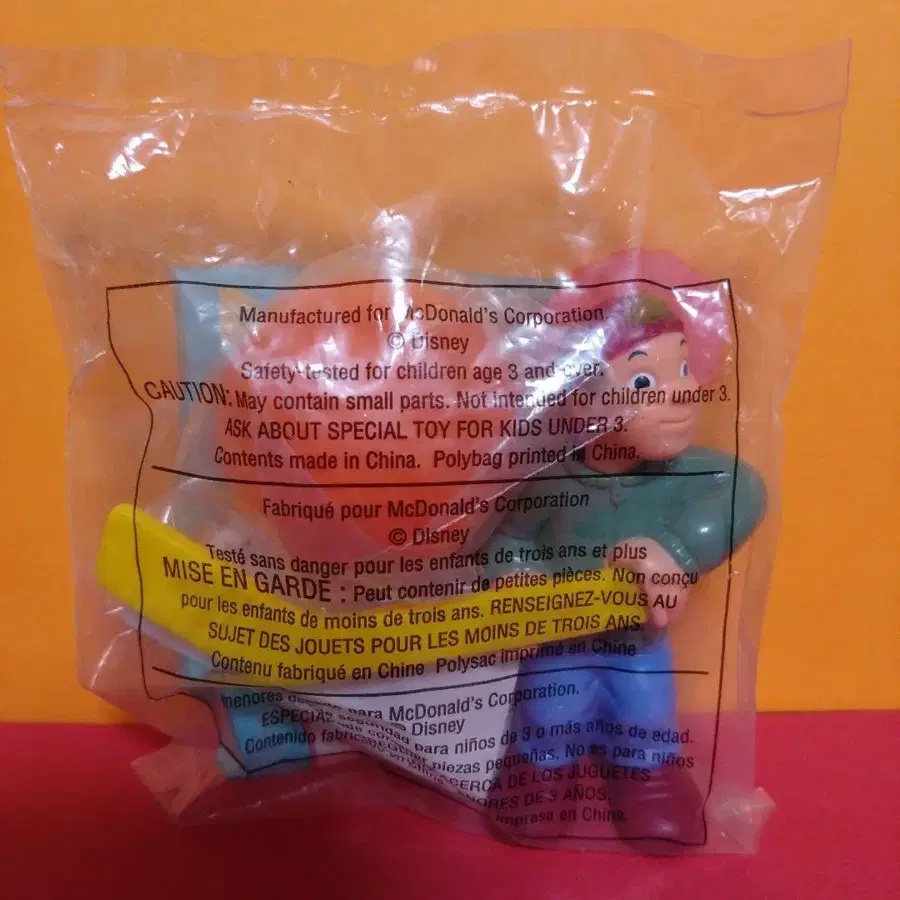 Manufactured for McDonald's Corporation.
© Disney
Safety-tested for children age 3 and over.
CAUTION: May contain small parts. Not intended for children under 3.
ASK ABOUT SPECIAL TOY FOR KIDS UNDER 3.
Contents made in China. Polybag printed in China.
Fabriqué pour McDonald's Corporation
© Disney
Testé sans danger pour les enfants de trois ans et plus
MISE EN GARDE : Peut contenir de petites pièces. Non conçu
pour les enfants de moins de trois ans. RENSEIGNEZ-VOUS AU
SUJET DES JOUETS POUR LES MOINS DE TROIS ANS.
Contenu fabriqué en Chine Polysac imprimé en Chine
menores para McDonald's Corporation.
ESPECIAL seguridad Disney
Contenido para niños de 3 o más años de edad.
piezas pequeñas. No es para niños
ACERCA DE LOS JUGUETES
DE 3 AÑOS.
impresa en China.